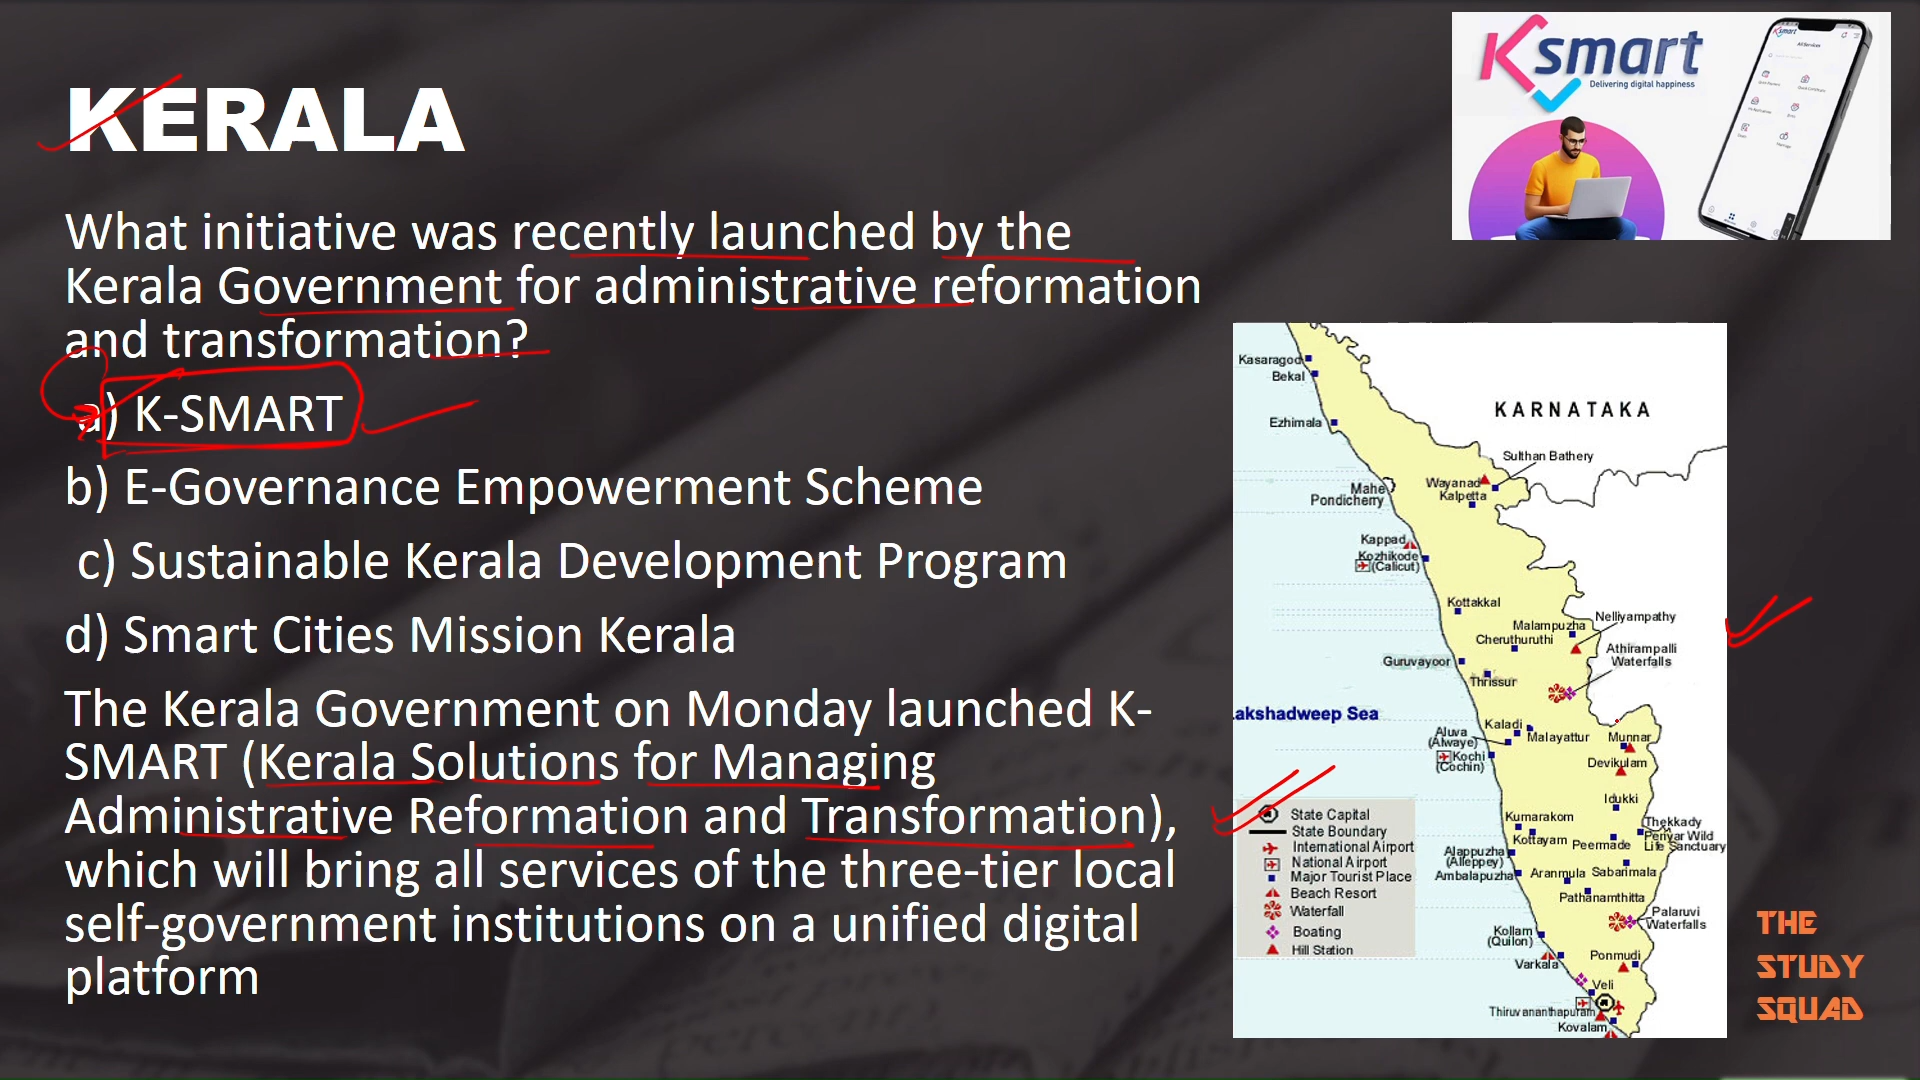 KERALA
What initiative was recently launched by the
Kerala Government for administrative reformation
and transformation?
a) K-SMART
b) E-Governance Empowerment Scheme
c) Sustainable Kerala Development Program
d) Smart Cities Mission Kerala
The Kerala Government on Monday launched K-
SMART (Kerala Solutions for Managing
Administrative Reformation and Transformation),
which will bring all services of the three-tier local
self-government institutions on a unified digital
platform
Ksmart
Delivering digital happiness
Ksmart
All Services
Kasaragod
Bekal
KARNATAKA
Ezhimala
Sulthan Bathery
Wayanad
Kalpetta
Mahe
Pondicherry
Kappad
Kozhikode
(Calicut)
Kottakkal
Nelliyampathy
Malampuzha
Cheruthuruthi
Athirampalli
Waterfalls
Guruvayoor
Thrissur
akshadweep Sea
Kaladi
Aluva
(Alwaye)
Malayattur
Munnar
Kochi
(Cochin)
Devikulam
Idukki
Kumarakom
Thekkady
Periyar Wild
Life Sanctuary
Kottayam
Peermade
Alappuzha
(Alleppey)
Ambalapuzha
Aranmula
Sabarimala
Pathanamthitta
Palaruvi
Waterfalls
Kollam
(Quilon)
Varkala
Ponmudi
Veli
Thiruvananthapuram
Kovalam
State Capital
State Boundary
International Airport
National Airport
Major Tourist Place
Beach Resort
Waterfall
Boating
Hill Station
THE
STUDY
SQUAD